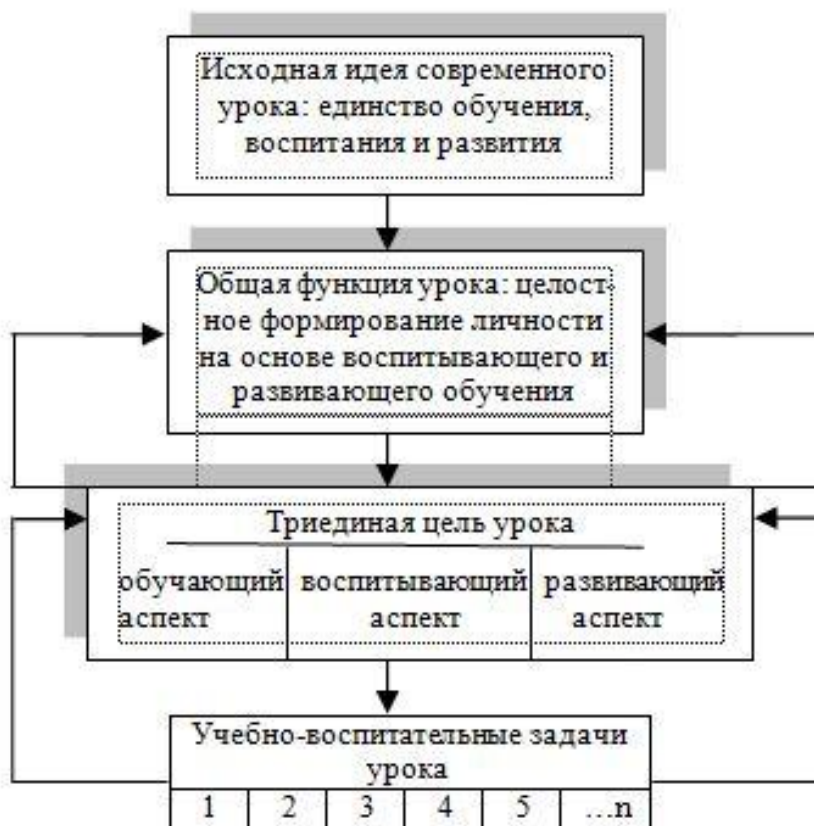 Исходная идея современного
урока: единство обучения,
воспитания и развития
Общая функция урока: целост-
ное формирование личности
на основе воспитывающего и
развивающего обучения
Триединая цель урока
обучающий воспитывающий развивающий
аспект аспект аспект
Учебно-воспитательные задачи
урока
1 2 3 4 5 ...n